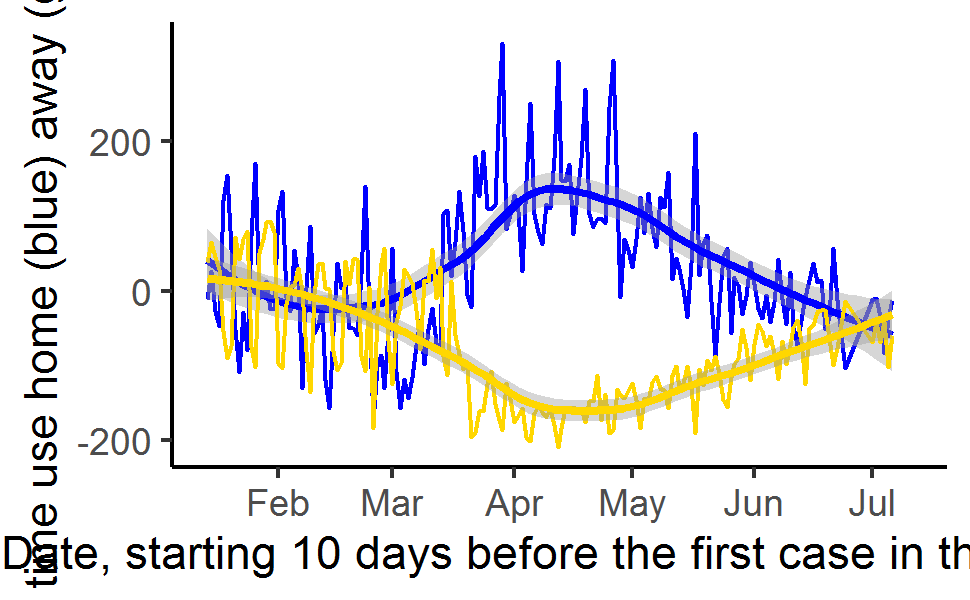 time use home (blue) away (
200
0
-200
Feb Mar Apr May Jun Jul
Date, starting 10 days before the first case in th